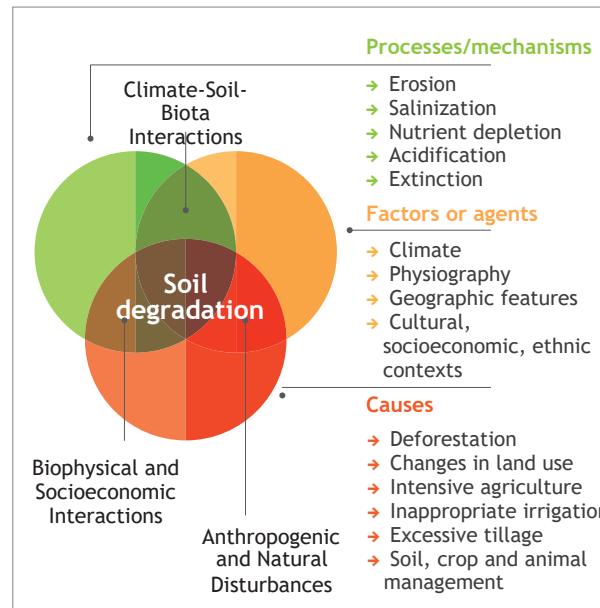 Processes/mechanisms
→ Erosion
→ Salinization
→ Nutrient depletion
→ Acidification
→ Extinction
Climate-Soil-
Biota
Interactions
Factors or agents
→ Climate
→ Physiography
→ Geographic features
→ Cultural,
socioeconomic, ethnic
contexts
Soil
degradation
Causes
→ Deforestation
→ Changes in land use
→ Intensive agriculture
→ Inappropriate irrigation
→ Excessive tillage
→ Soil, crop and animal
management
Biophysical and
Socioeconomic
Interactions
Anthropogenic
and Natural
Disturbances